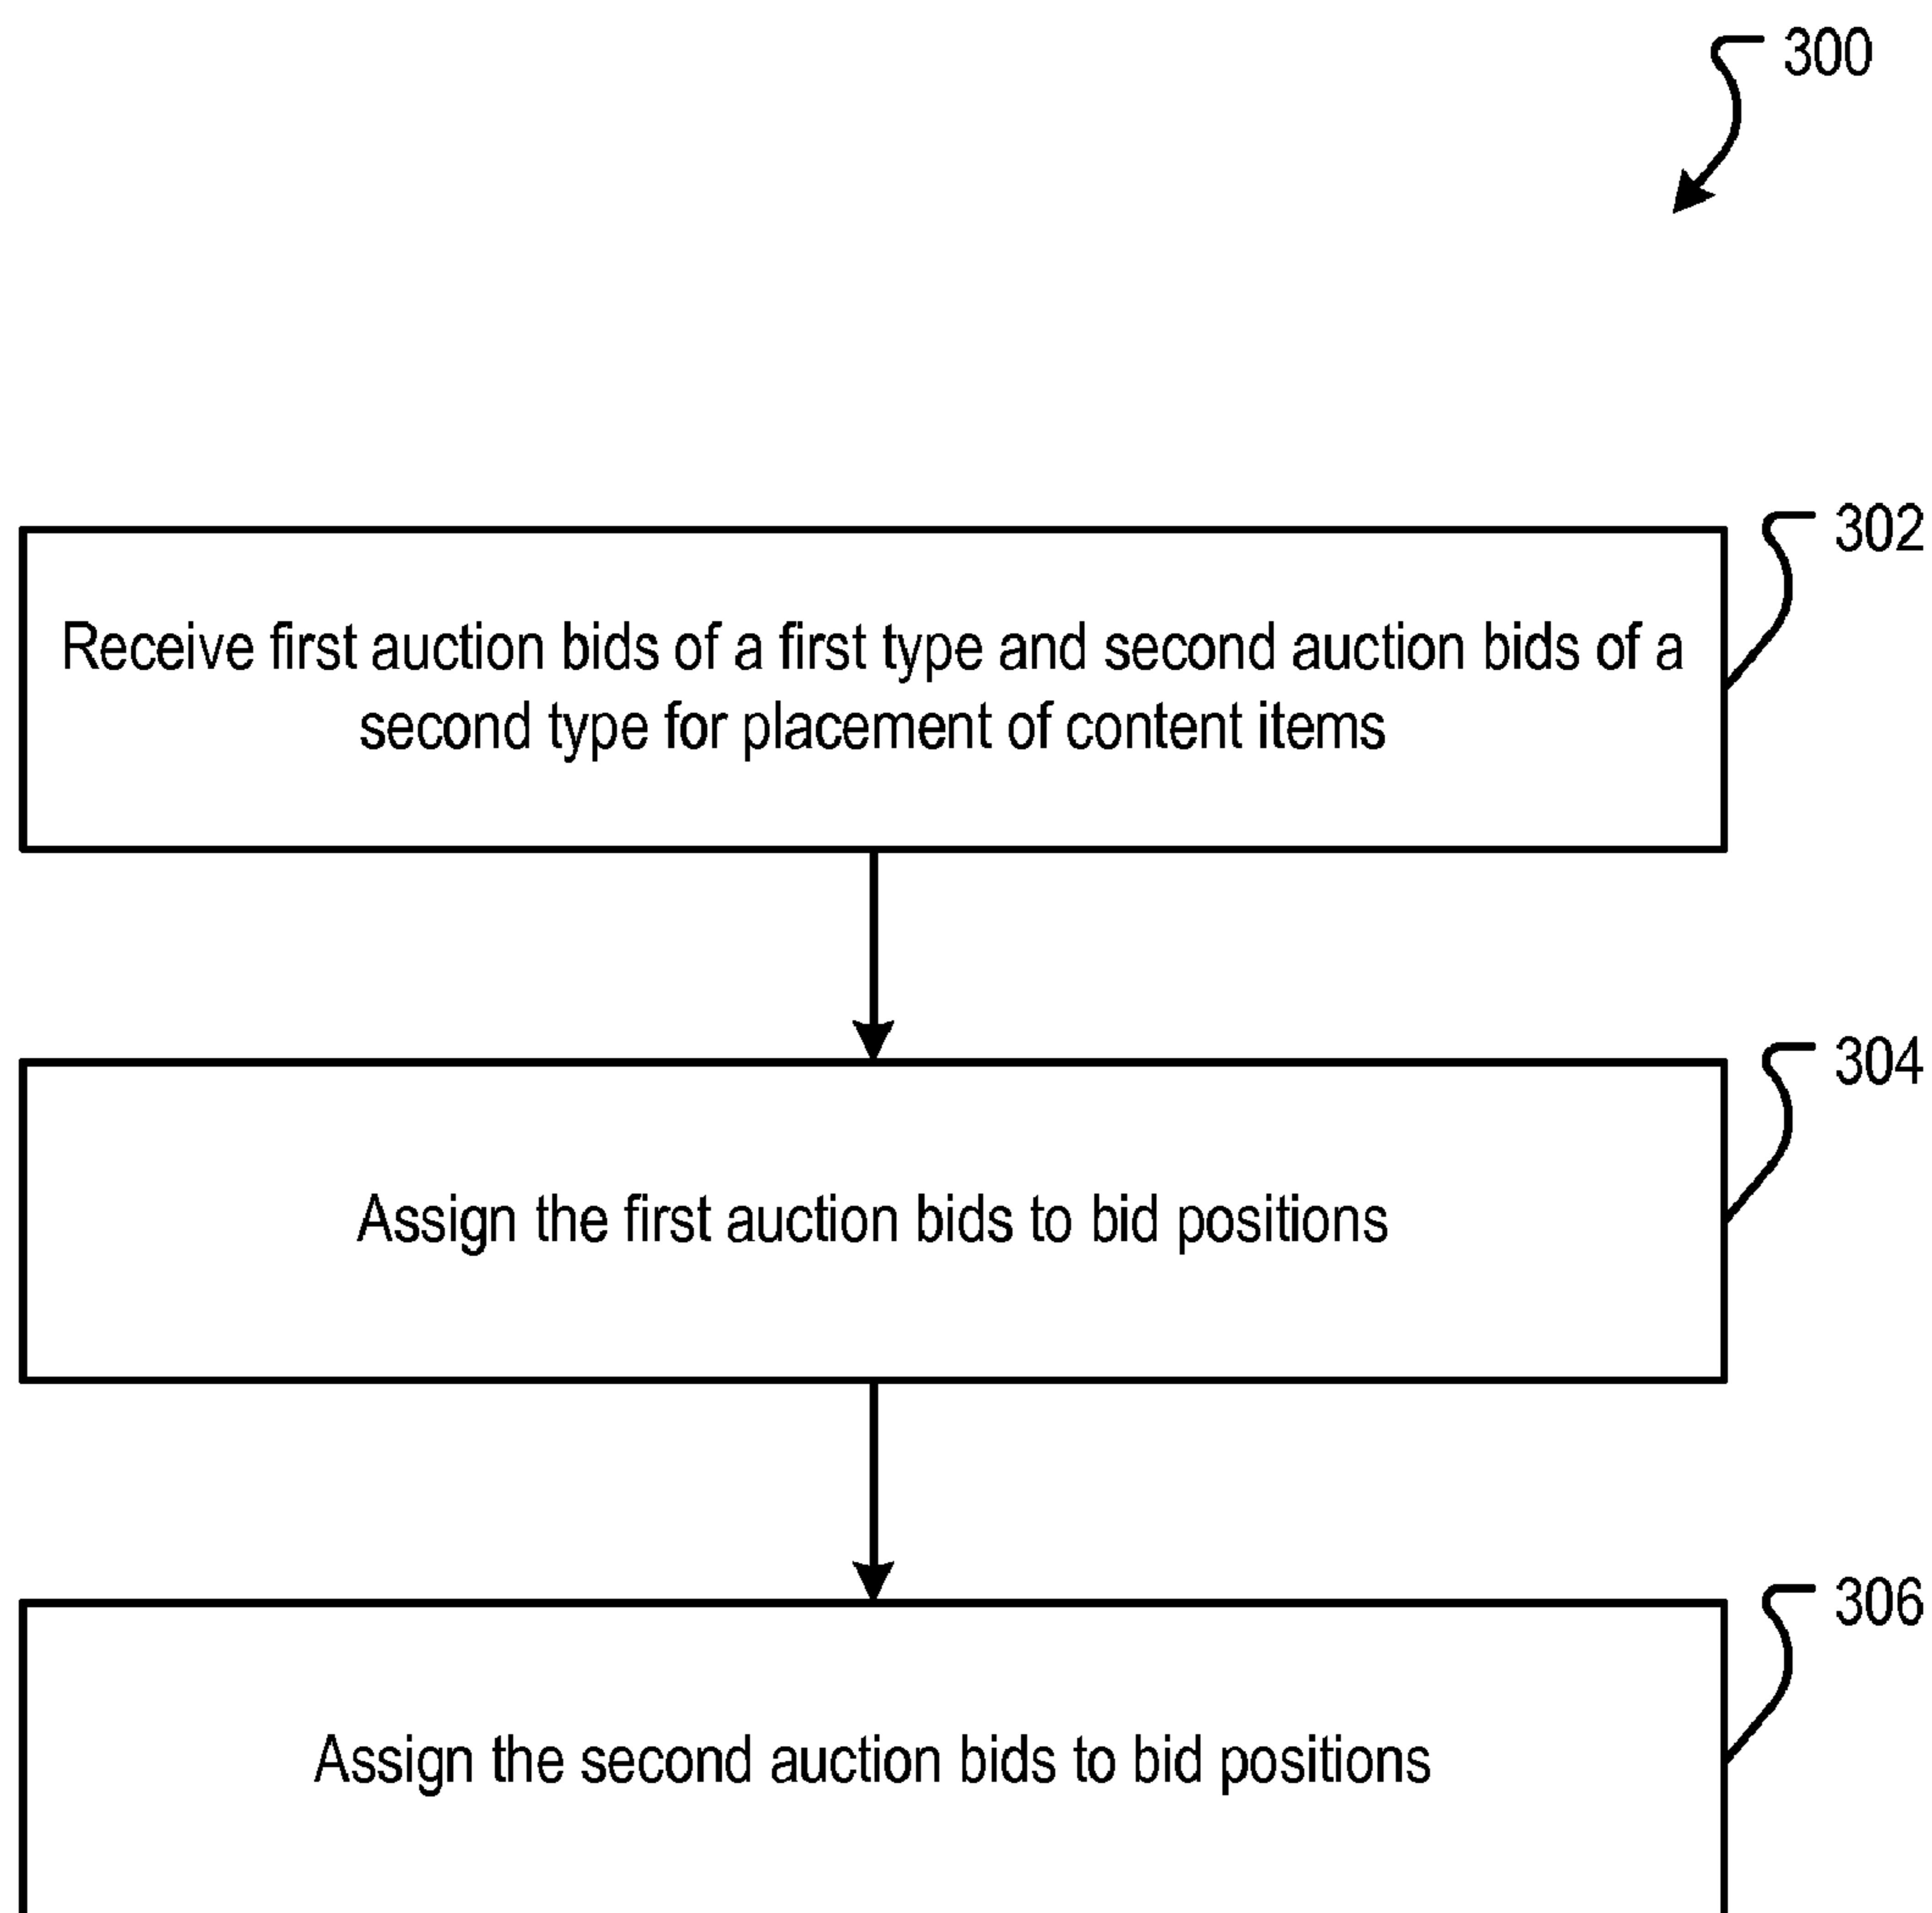 300
302
Receive first auction bids of a first type and second auction bids of a
second type for placement of content items
304
Assign the first auction bids to bid positions
306
Assign the second auction bids to bid positions